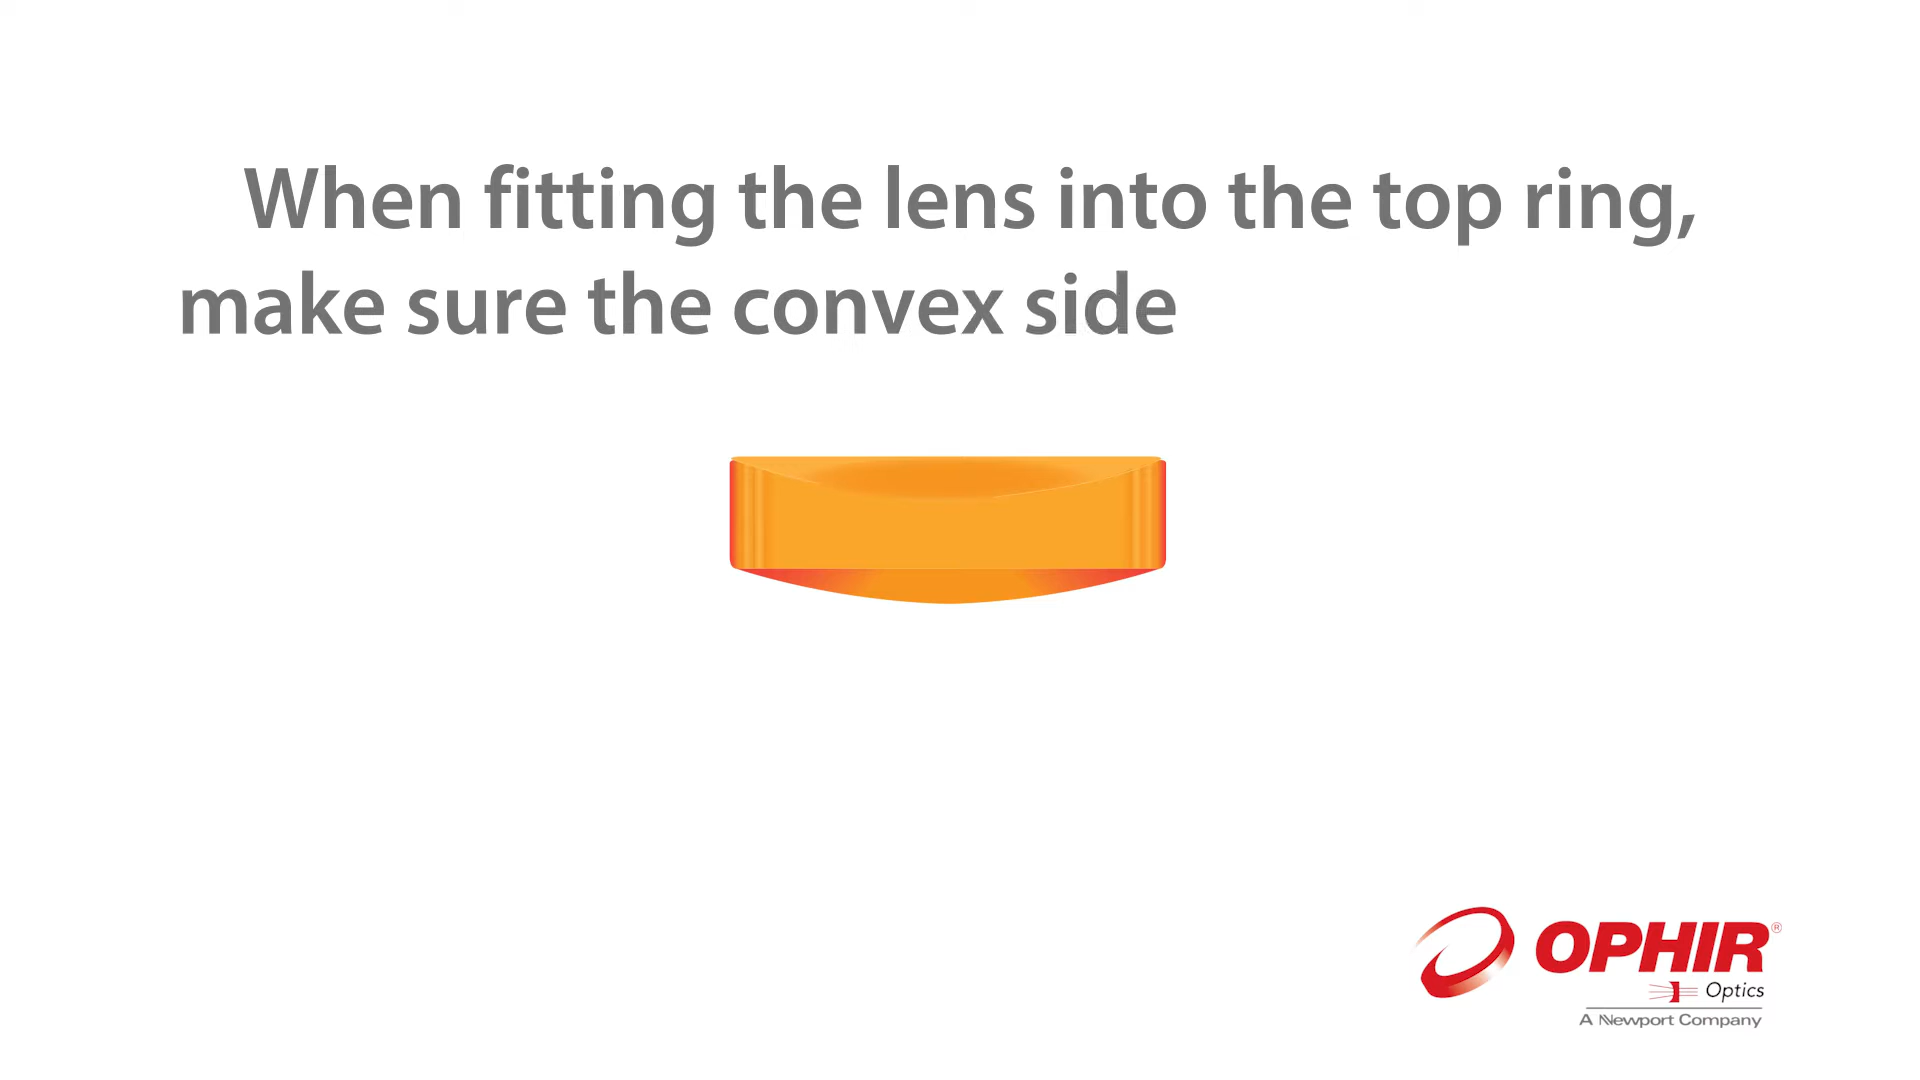 When fitting the lens into the top ring,
make sure the convex side
OPHIR®
Optics
A Newport Company